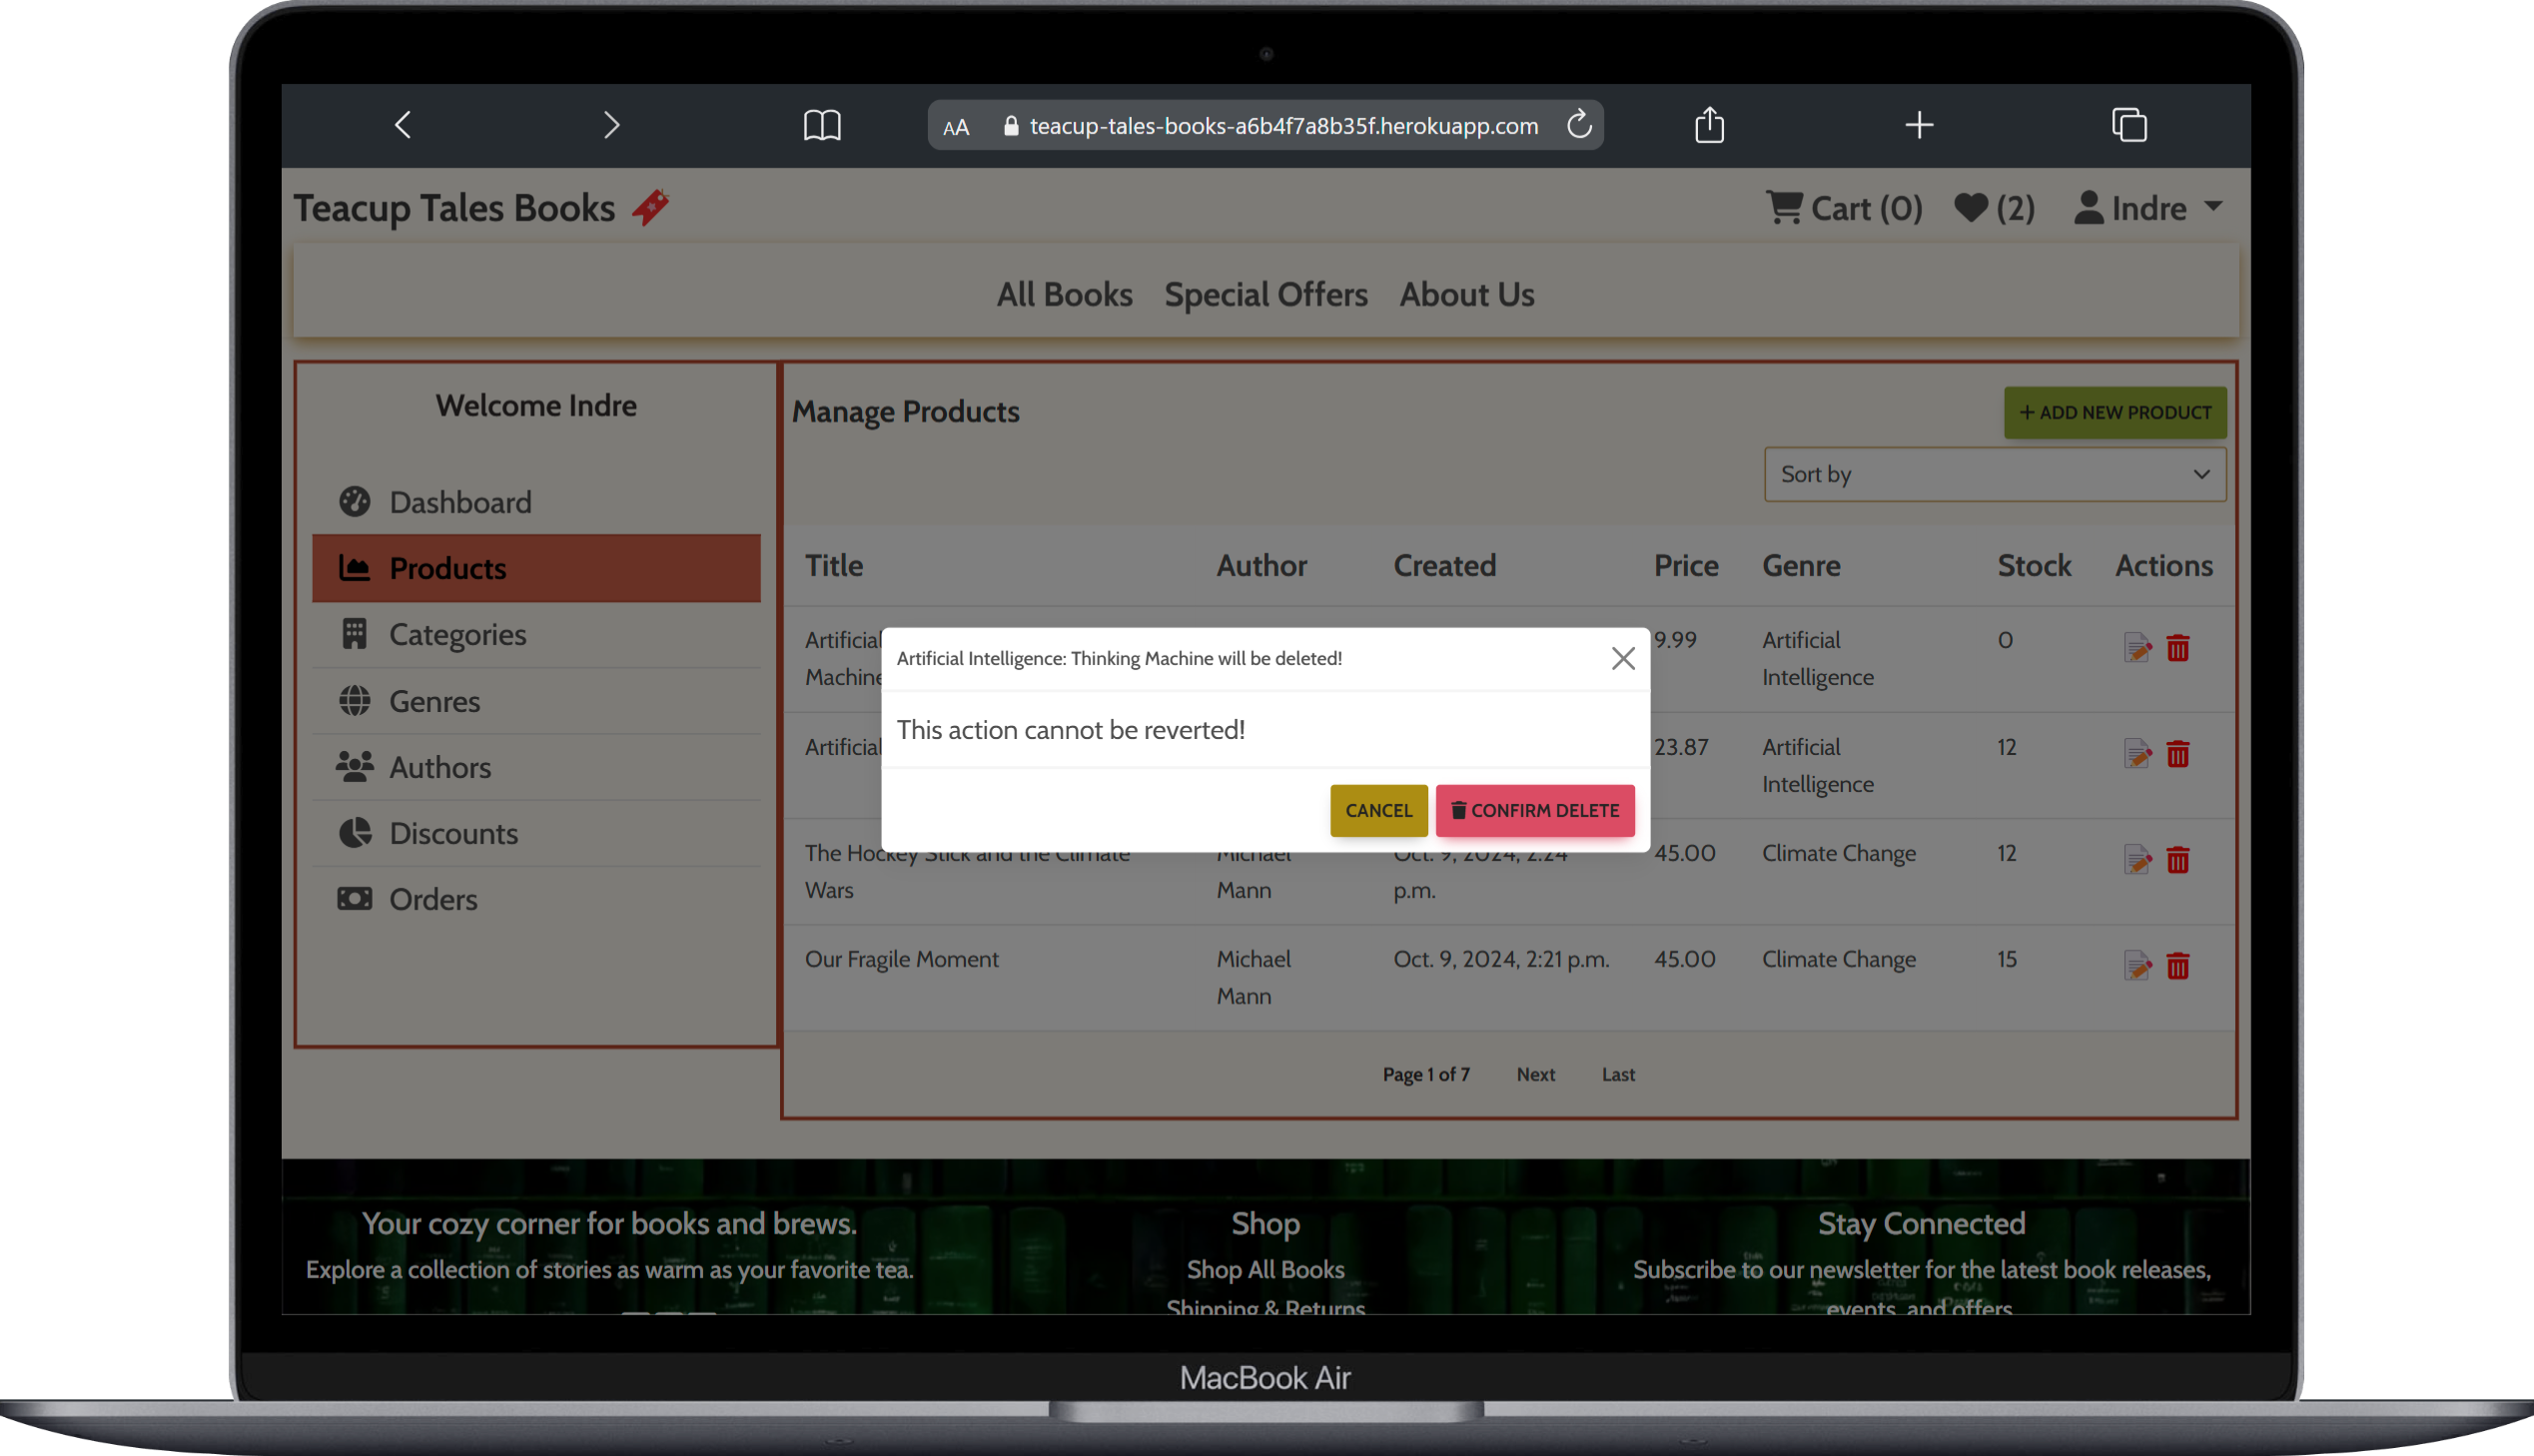 AA teacup-tales-books-a6b4f7a8b35f.herokuapp.com
Teacup Tales Books Cart (0) (2) Indre
All Books Special Offers About Us
Welcome Indre
Dashboard
Products
Categories
Genres
Authors
Discounts
Orders
Manage Products
+ ADD NEW PRODUCT
Sort by
Title Author Created Price Genre Stock Actions
Artificial 9.99 Artificial 0
Machine Intelligence
Artificial Intelligence: Thinking Machine will be deleted!
This action cannot be reverted!
CANCEL CONFIRM DELETE
Artificial 23.87 Artificial 12
Intelligence
The Hockey Stick and the Climate Michael Oct. 9, 2024, 2:24 45.00 Climate Change 12
Wars Mann p.m.
Our Fragile Moment Michael Oct. 9, 2024, 2:21 p.m. 45.00 Climate Change 15
Mann
Page 1 of 7 Next Last
Your cozy corner for books and brews.
Explore a collection of stories as warm as your favorite tea.
Shop
Shop All Books
Shipping & Returns
Stay Connected
Subscribe to our newsletter for the latest book releases,
events, and offers
MacBook Air